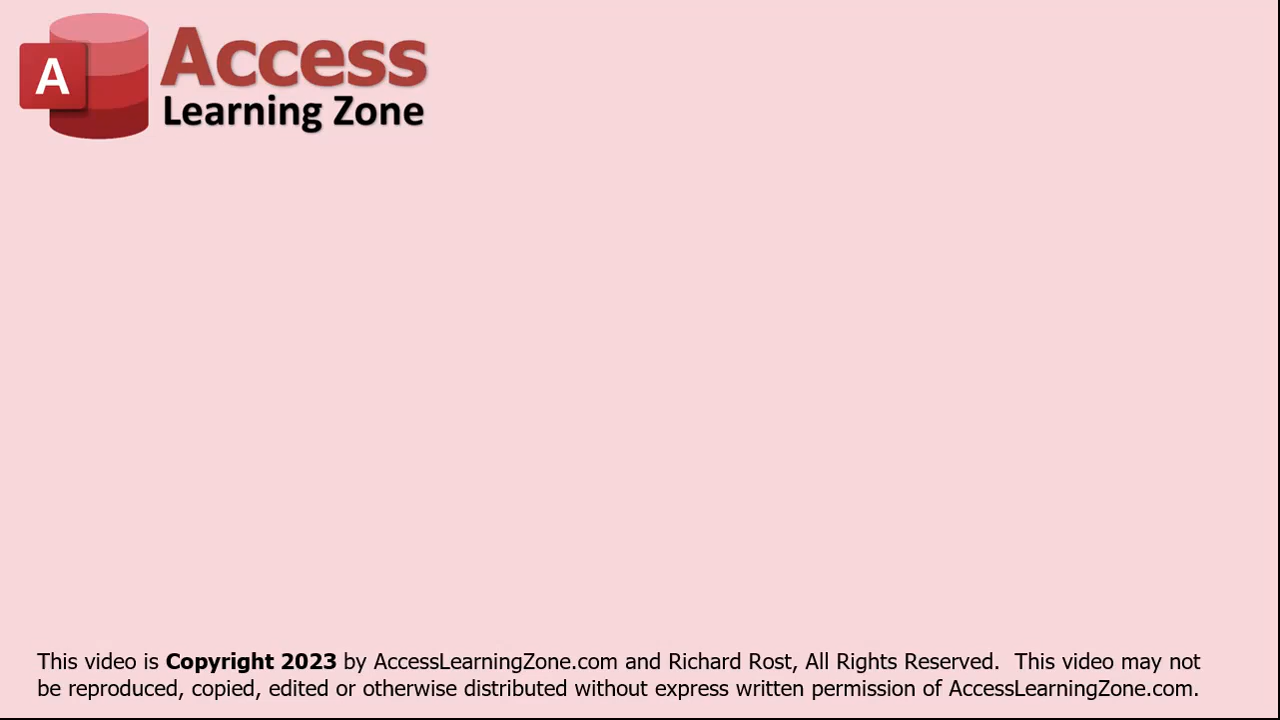 A
Access
Learning Zone
This video is Copyright 2023 by AccessLearningZone.com and Richard Rost, All Rights Reserved.  This video may not
be reproduced, copied, edited or otherwise distributed without express written permission of AccessLearningZone.com.